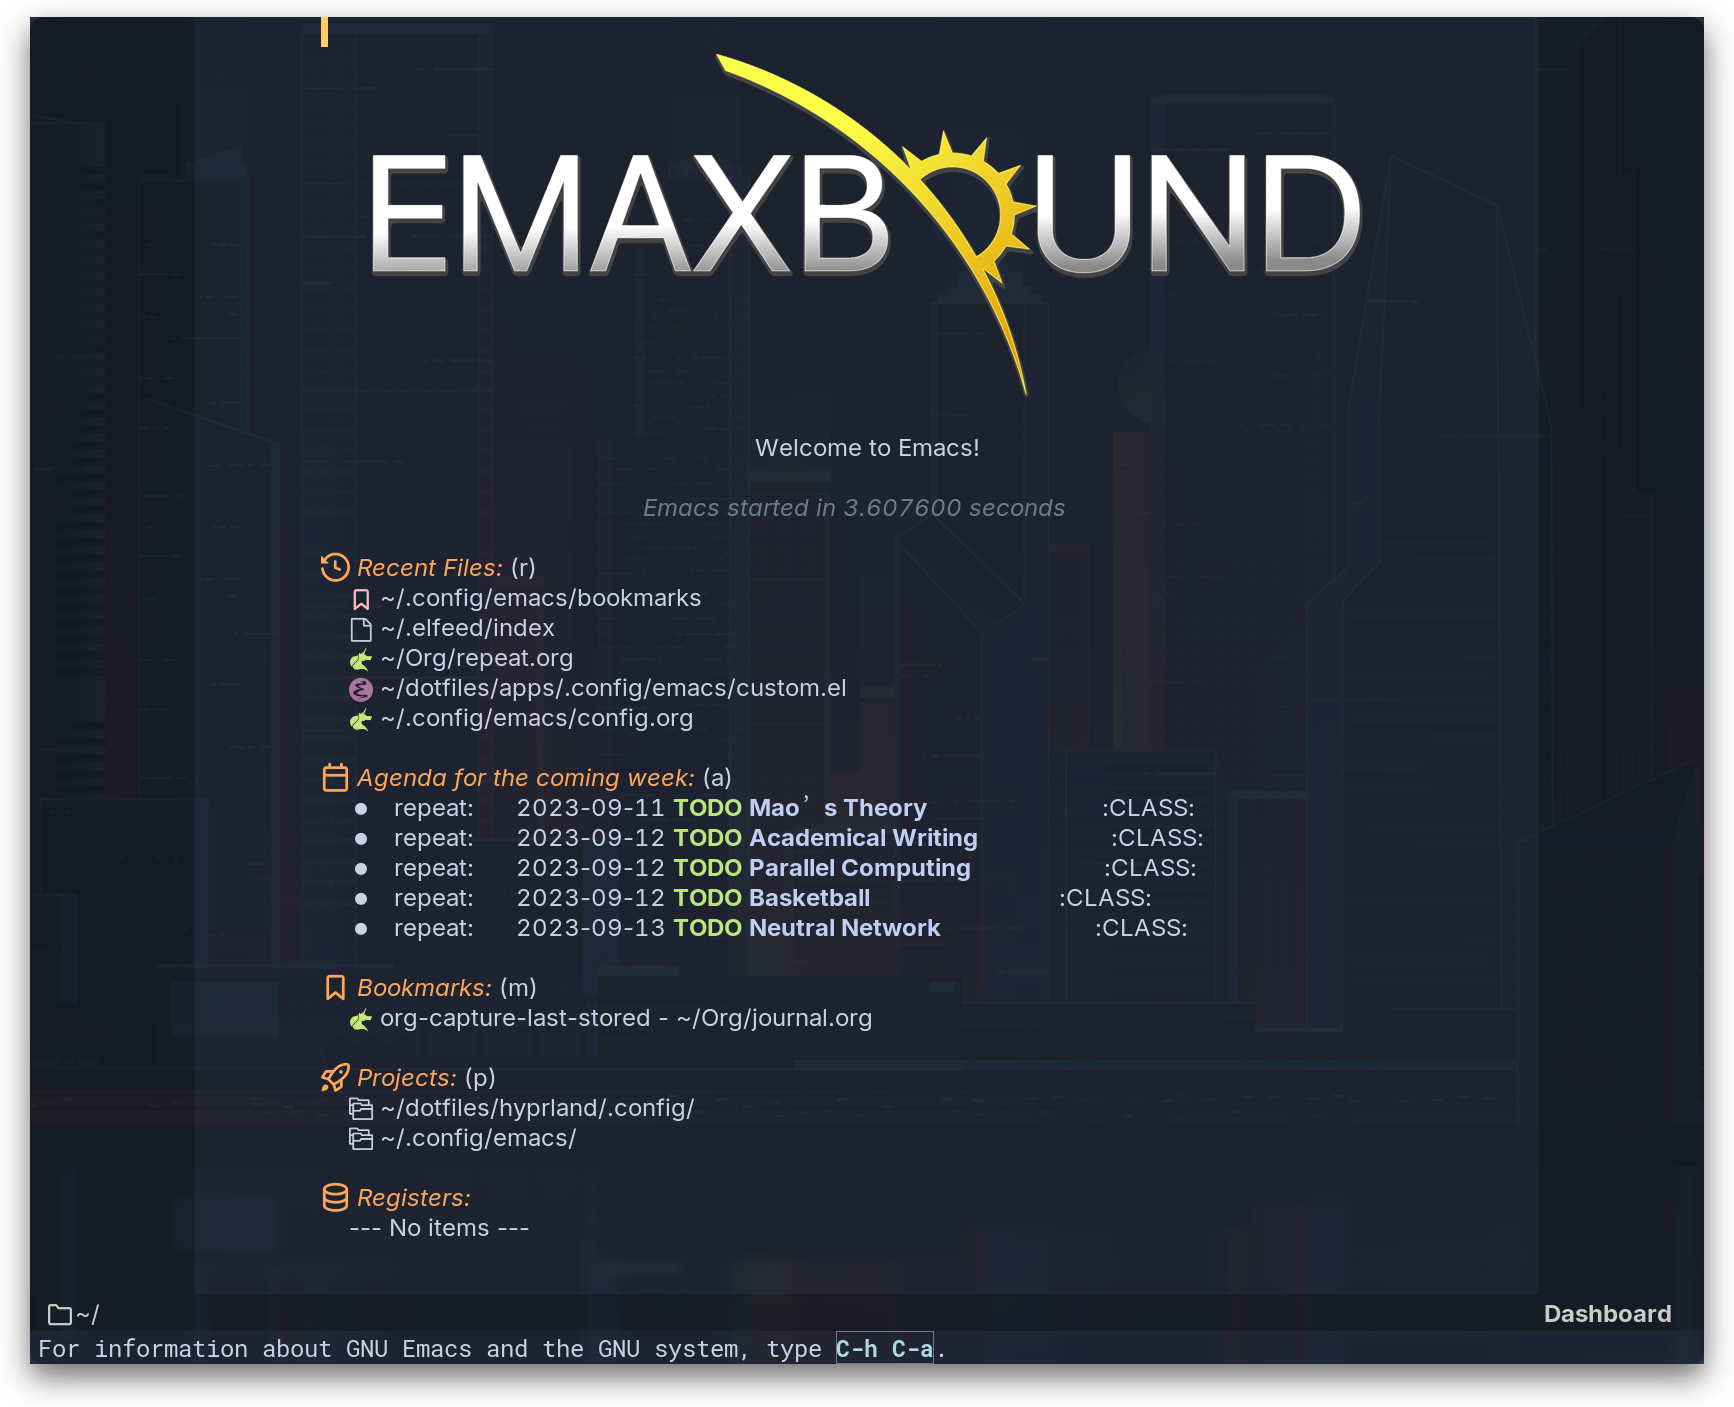 EMAXBOUND
Welcome to Emacs!
Emacs started in 3.607600 seconds
Recent Files: (r)
~/.config/emacs/bookmarks
~/.elfeed/index
~/Org/repeat.org
~/dotfiles/apps/.config/emacs/custom.el
~/.config/emacs/config.org
Agenda for the coming week: (a)
● repeat: 2023-09-11 TODO Mao’s Theory :CLASS:
● repeat: 2023-09-12 TODO Academical Writing :CLASS:
● repeat: 2023-09-12 TODO Parallel Computing :CLASS:
● repeat: 2023-09-12 TODO Basketball :CLASS:
● repeat: 2023-09-13 TODO Neutral Network :CLASS:
Bookmarks: (m)
org-capture-last-stored - ~/Org/journal.org
Projects: (p)
~/dotfiles/hyprland/.config/
~/.config/emacs/
Registers:
--- No items ---
~/ Dashboard
For information about GNU Emacs and the GNU system, type C-h C-a.